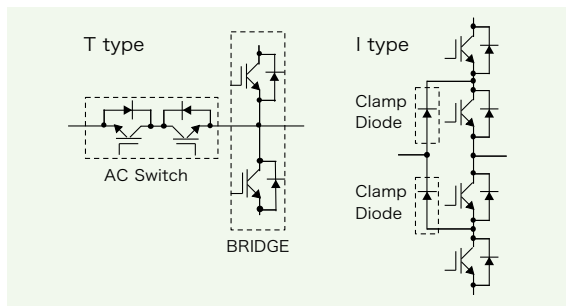 T type
AC Switch
BRIDGE
I type
Clamp
Diode
Clamp
Diode